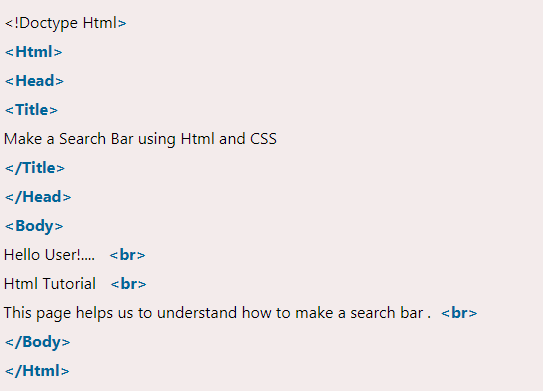 <!Doctype Html>
<Html>
<Head>
<Title>
Make a Search Bar using Html and CSS
</Title>
</Head>
<Body>
Hello User!.... <br>
Html Tutorial <br>
This page helps us to understand how to make a search bar . <br>
</Body>
</Html>